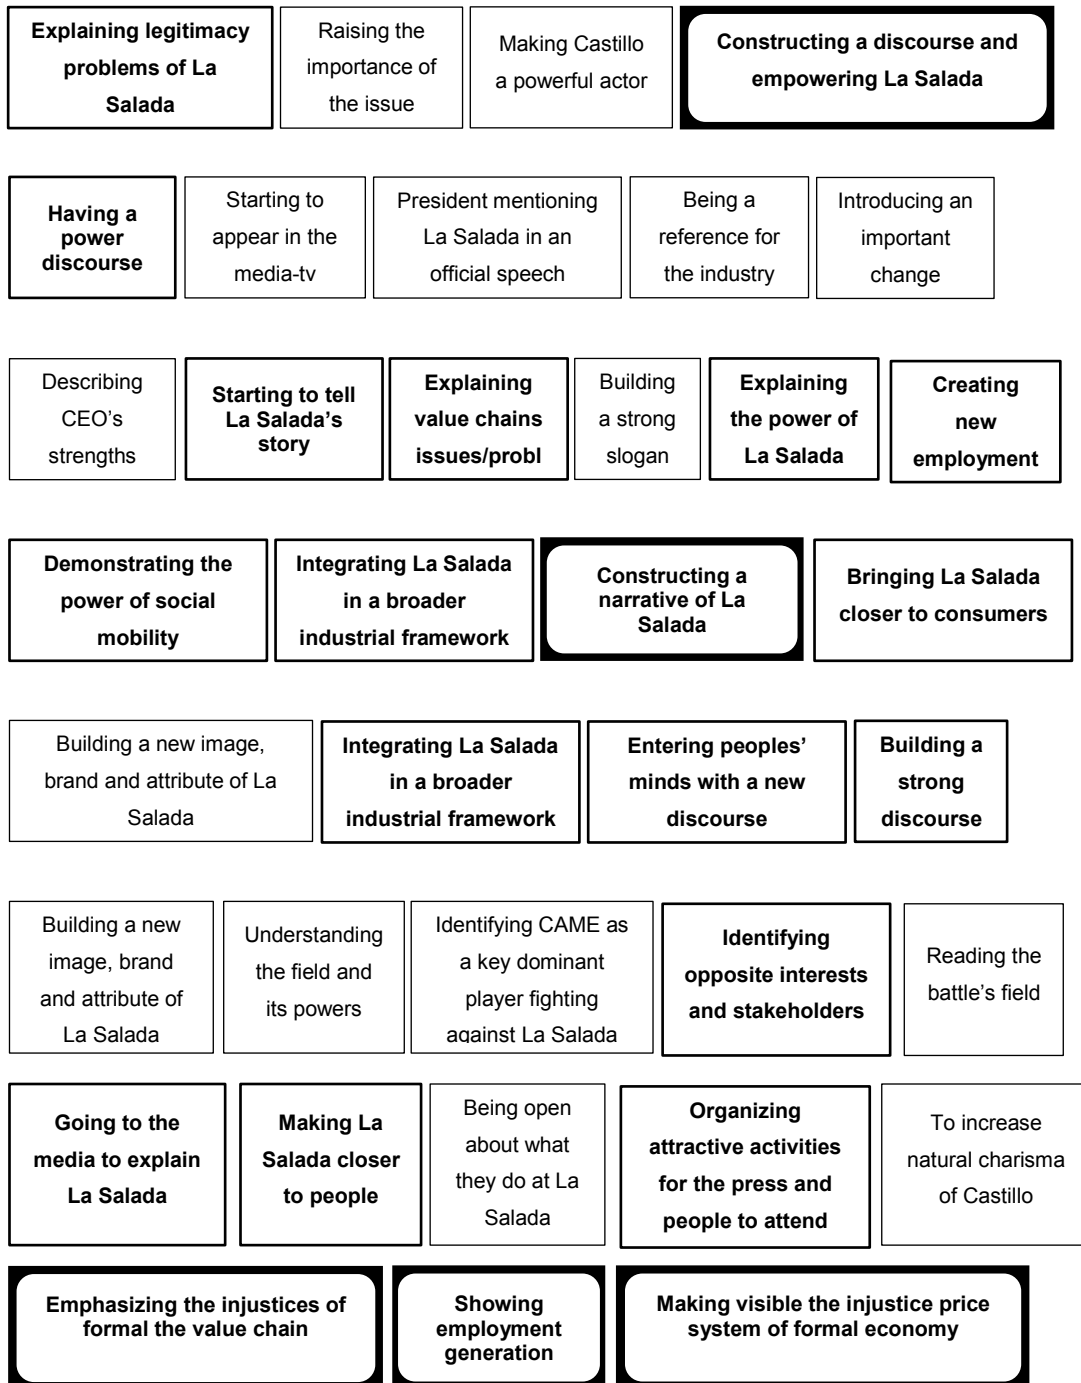 Explaining legitimacy
problems of La
Salada
Raising the
importance of
the issue
Making Castillo
a powerful actor
Constructing a discourse and
empowering La Salada
Having a
power
discourse
Starting to
appear in the
media-tv
President mentioning
La Salada in an
official speech
Being a
reference for
the industry
Introducing an
important
change
Describing
CEO’s
strengths
Starting to tell
La Salada’s
story
Explaining
value chains
issues/probl
Building
a strong
slogan
Explaining
the power of
La Salada
Creating
new
employment
Demonstrating the
power of social
mobility
Integrating La Salada
in a broader
industrial framework
Constructing a
narrative of La
Salada
Bringing La Salada
closer to consumers
Building a new image,
brand and attribute of La
Salada
Integrating La Salada
in a broader
industrial framework
Entering peoples’
minds with a new
discourse
Building a
strong
discourse
Building a new
image, brand
and attribute of
La Salada
Understanding
the field and
its powers
Identifying CAME as
a key dominant
player fighting
against La Salada
Identifying
opposite interests
and stakeholders
Reading the
battle’s field
Going to the
media to explain
La Salada
Making La
Salada closer
to people
Being open
about what
they do at La
Salada
Organizing
attractive activities
for the press and
people to attend
To increase
natural charisma
of Castillo
Emphasizing the injustices of
formal the value chain
Showing
employment
generation
Making visible the injustice price
system of formal economy